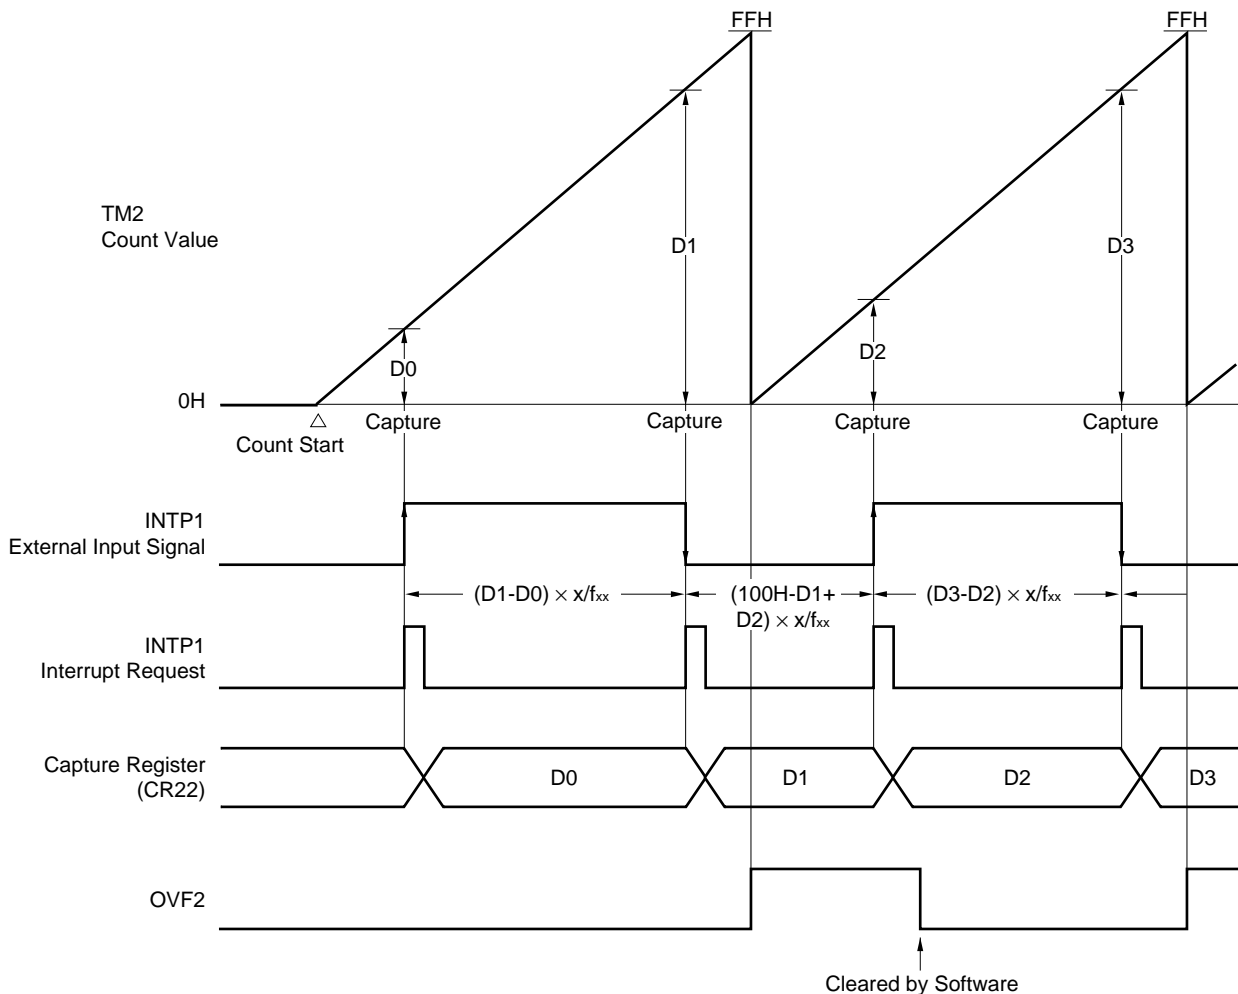 FFH
FFH
TM2
Count Value
D1
D3
D0
D2
0H
Capture
Capture
Capture
Capture
△
Count Start
INTP1
External Input Signal
(D1-D0) × x/fxx
(100H-D1+
D2) × x/fxx
(D3-D2) × x/fxx
INTP1
Interrupt Request
Capture Register
(CR22)
D0
D1
D2
D3
OVF2
Cleared by Software